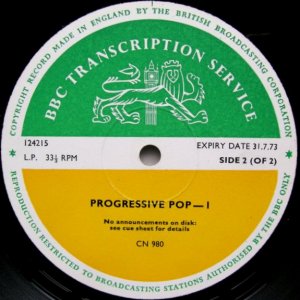 COPYRIGHT RECORD MADE IN ENGLAND BY THE BRITISH BROADCASTING CORPORATION
BBC TRANSCRIPTION SERVICE
124215
EXPIRY DATE 31.7.73
L.P. 33⅓ RPM
SIDE 2 (OF 2)
PROGRESSIVE POP—1
No announcements on disk:
see cue sheet for details
CN 980
REPRODUCTION RESTRICTED TO BROADCASTING STATIONS AUTHORISED BY THE BBC ONLY